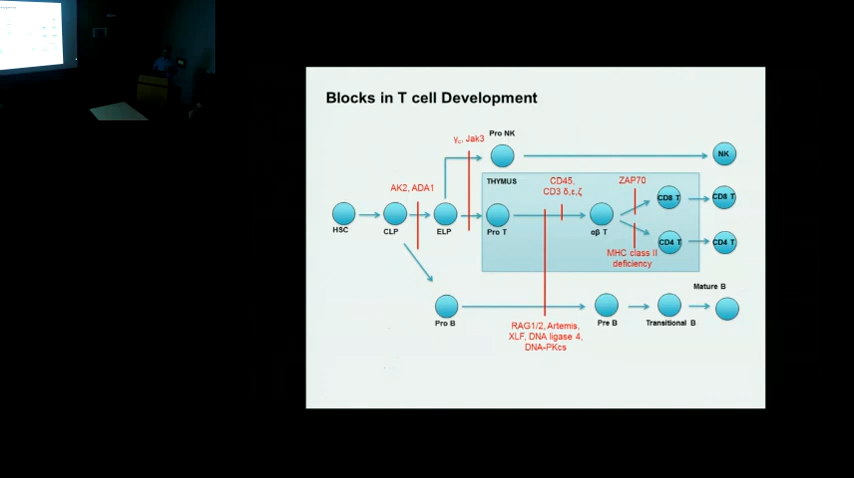 Blocks in T cell Development
γc, Jak3
Pro NK
NK
AK2, ADA1
THYMUS
CD45,
CD3 δ,ε,ζ
ZAP70
CD8 T
CD8 T
HSC
CLP
ELP
Pro T
αβ T
CD4 T
CD4 T
MHC class II
deficiency
Mature B
Pro B
RAG1/2, Artemis,
XLF, DNA ligase 4,
DNA-PKcs
Pre B
Transitional B